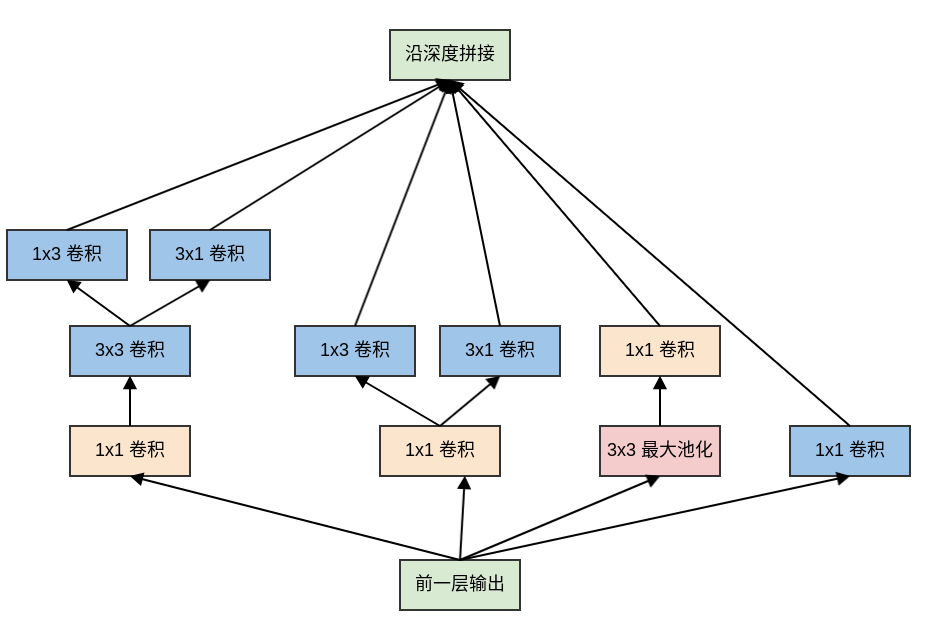 沿深度拼接
1x3 卷积
3x1 卷积
3x3 卷积
1x3 卷积
3x1 卷积
1x1 卷积
1x1 卷积
1x1 卷积
3x3 最大池化
1x1 卷积
前一层输出